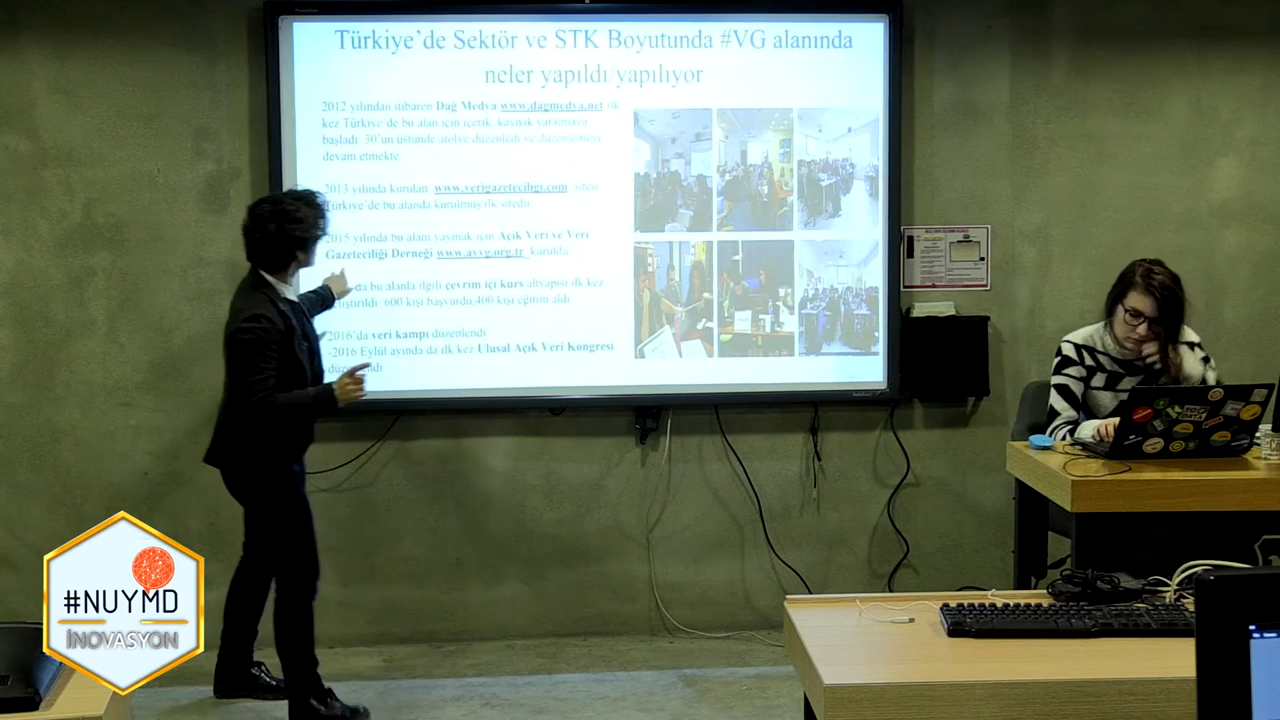 Türkiye'de Sektör ve STK Boyutunda #VG alanında
neler yapıldı/yapılıyor
2012 yılından itibaren Dağ Medya www.dagmedya.net ilk
kez Türkiye'de bu alan için içerik, kaynak yaratmaya
başladı. 30'un üstünde atölye düzenledi ve düzenlemeye
devam etmekte.
2013 yılında kurulan www.verigazeteciligi.com sitesi
Türkiye'de bu alanda kurulmuş ilk sitedir.
2015 yılında bu alanı yaymak için Açık Veri ve Veri
Gazeteciliği Derneği www.avvg.org.tr kuruldu.
da bu alanla ilgili çevrim içi kurs altyapısı ilk kez
geliştirildi. 600 kişi başvurdu,400 kişi eğitim aldı
2016'da veri kampı düzenlendi
-2016 Eylül ayında da ilk kez Ulusal Açık Veri Kongresi
düzenlendi
#NUYMD
İNOVASYON